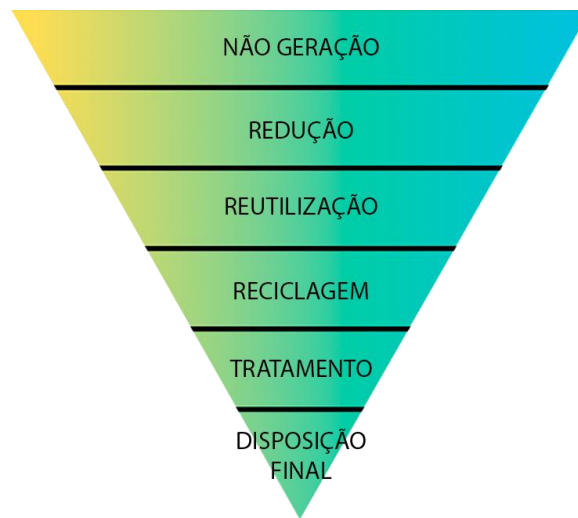 NÃO GERAÇÃO
REDUÇÃO
REUTILIZAÇÃO
RECICLAGEM
TRATAMENTO
DISPOSIÇÃO
FINAL